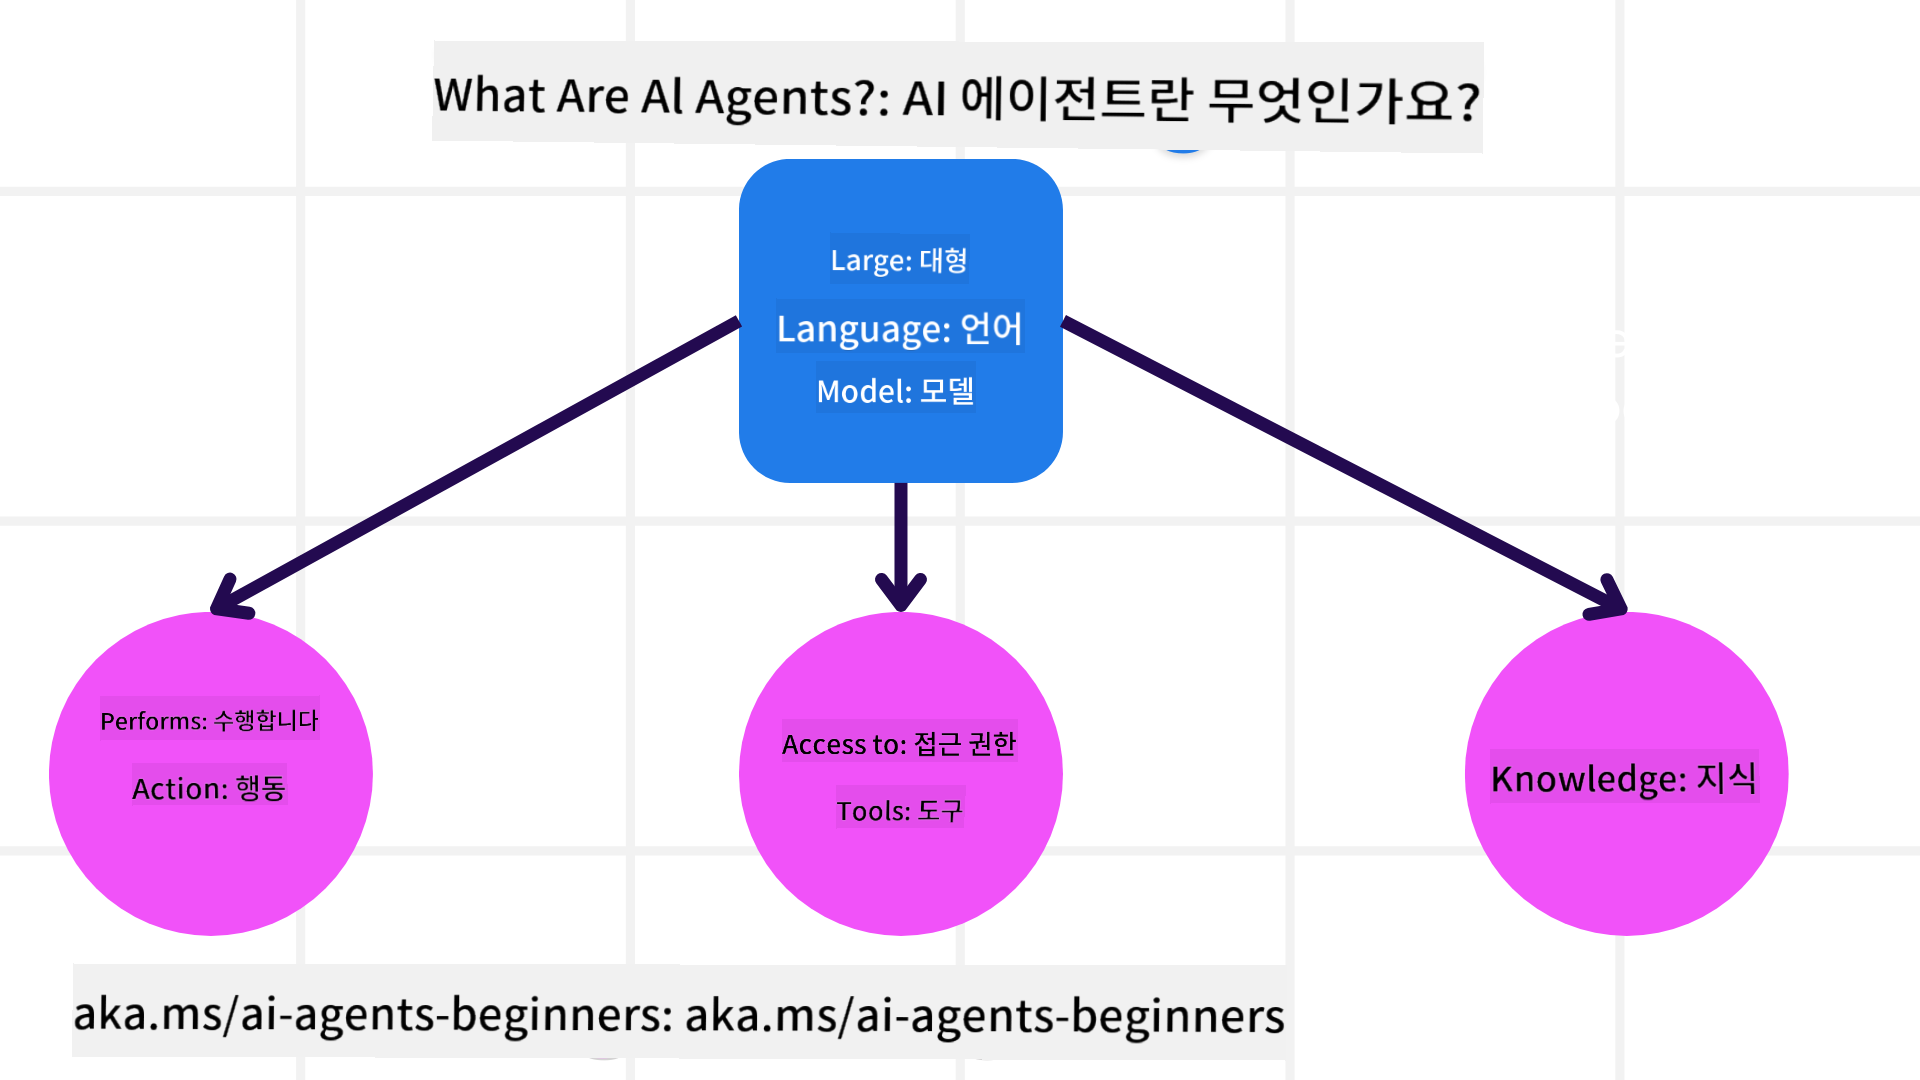 What Are Al Agents?: AI 에이전트란 무엇인가요?
Large: 대형
Language: 언어
Model: 모델
Performs: 수행합니다
Action: 행동
Access to: 접근 권한
Tools: 도구
Knowledge: 지식
aka.ms/ai-agents-beginners: aka.ms/ai-agents-beginners